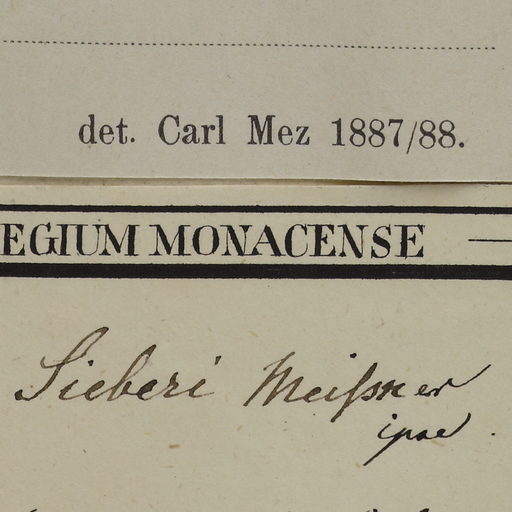 det. Carl Mez 1887/88.
EGIUM MONACENSE
Sieberi Meißner
ipse.